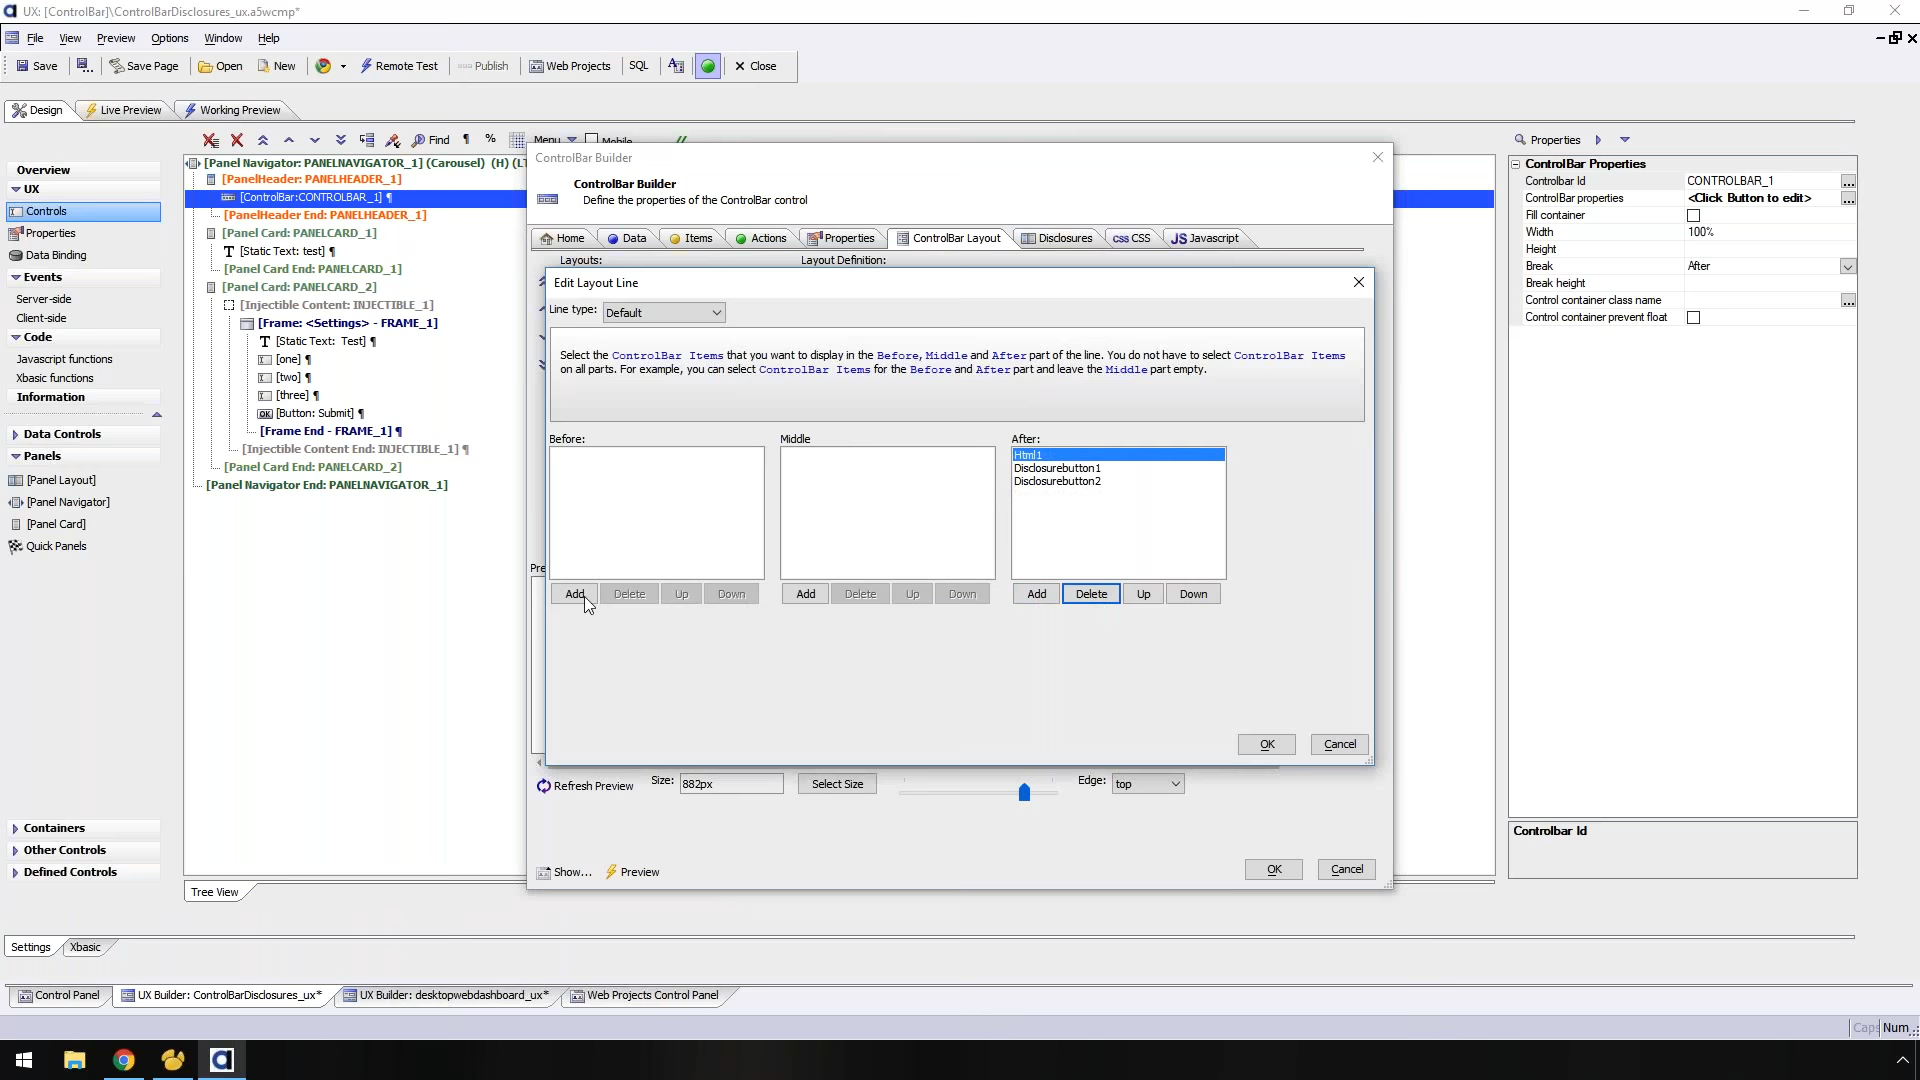 UX: [ControlBar]\ControlBarDisclosures_ux.a5wcmp*
File View Preview Options Window Help
Save Save Page Open New Remote Test Publish Web Projects SQL Close
Design Live Preview Working Preview
Find ¶ % Menu Mobile
Properties
Overview
UX
Controls
Properties
Data Binding
Events
Server-side
Client-side
Code
Javascript functions
Xbasic functions
Information
Data Controls
Panels
[Panel Layout]
[Panel Navigator]
[Panel Card]
Quick Panels
Containers
Other Controls
Defined Controls
[Panel Navigator: PANELNAVIGATOR_1] (Carousel) (H) (LT
[PanelHeader: PANELHEADER_1]
[ControlBar:CONTROLBAR_1] ¶
[PanelHeader End: PANELHEADER_1]
[Panel Card: PANELCARD_1]
T [Static Text: test] ¶
[Panel Card End: PANELCARD_1]
[Panel Card: PANELCARD_2]
[Injectible Content: INJECTIBLE_1]
[Frame: <Settings> - FRAME_1]
T [Static Text: Test] ¶
[one] ¶
[two] ¶
[three] ¶
OK [Button: Submit] ¶
[Frame End - FRAME_1] ¶
[Injectible Content End: INJECTIBLE_1] ¶
[Panel Card End: PANELCARD_2]
[Panel Navigator End: PANELNAVIGATOR_1]
Tree View
ControlBar Builder
ControlBar Builder
Define the properties of the ControlBar control
Home Data Items Actions Properties ControlBar Layout Disclosures CSS CSS JS Javascript
Layouts: Layout Definition:
Pre
Edit Layout Line
Line type: Default
Select the ControlBar Items that you want to display in the Before, Middle and After part of the line. You do not have to select ControlBar Items
on all parts. For example, you can select ControlBar Items for the Before and After part and leave the Middle part empty.
Before: Middle After:
Html1
Disclosurebutton1
Disclosurebutton2
Add Delete Up Down Add Delete Up Down Add Delete Up Down
OK Cancel
Refresh Preview Size: 882px Select Size Edge: top
Show... Preview OK Cancel
ControlBar Properties
Controlbar Id CONTROLBAR_1 ...
ControlBar properties <Click Button to edit> ...
Fill container
Width 100%
Height
Break After
Break height
Control container class name ...
Control container prevent float
Controlbar Id
Settings Xbasic
Control Panel UX Builder: ControlBarDisclosures_ux* UX Builder: desktopwebdashboard_ux* Web Projects Control Panel
Caps Num